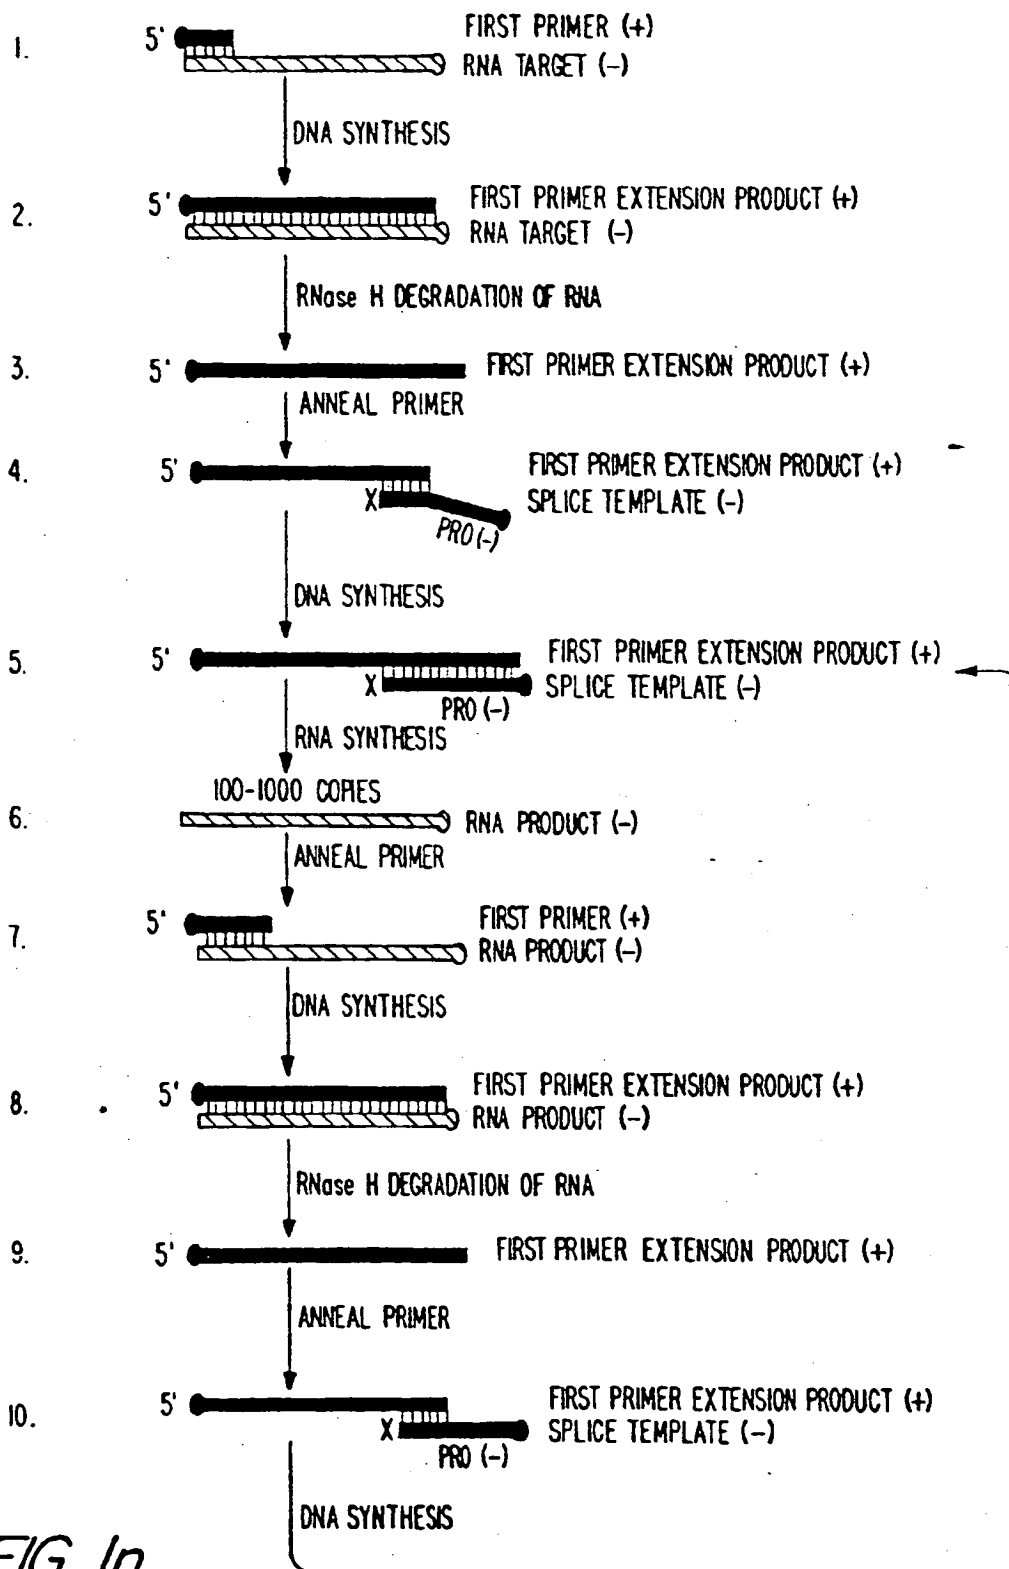 1.
5'
FIRST PRIMER (+)
RNA TARGET (-)
DNA SYNTHESIS
2.
5'
FIRST PRIMER EXTENSION PRODUCT (+)
RNA TARGET (-)
RNase H DEGRADATION OF RNA
3.
5'
FIRST PRIMER EXTENSION PRODUCT (+)
ANNEAL PRIMER
4.
5'
FIRST PRIMER EXTENSION PRODUCT (+)
X
SPLICE TEMPLATE (-)
PRO (-)
DNA SYNTHESIS
5.
5'
FIRST PRIMER EXTENSION PRODUCT (+)
X
SPLICE TEMPLATE (-)
PRO (-)
RNA SYNTHESIS
100-1000 COPIES
6.
RNA PRODUCT (-)
ANNEAL PRIMER
7.
5'
FIRST PRIMER (+)
RNA PRODUCT (-)
DNA SYNTHESIS
8.
5'
FIRST PRIMER EXTENSION PRODUCT (+)
RNA PRODUCT (-)
RNase H DEGRADATION OF RNA
9.
5'
FIRST PRIMER EXTENSION PRODUCT (+)
ANNEAL PRIMER
10.
5'
FIRST PRIMER EXTENSION PRODUCT (+)
X
SPLICE TEMPLATE (-)
PRO (-)
DNA SYNTHESIS
FIG. 1n